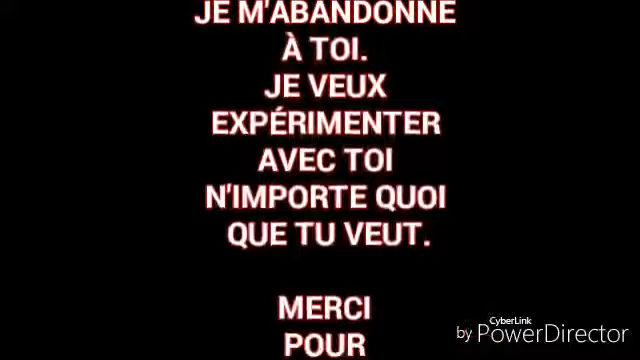 JE M'ABANDONNE
À TOI.
JE VEUX
EXPÉRIMENTER
AVEC TOI
N'IMPORTE QUOI
QUE TU VEUT.
MERCI
POUR
CyberLink
by PowerDirector